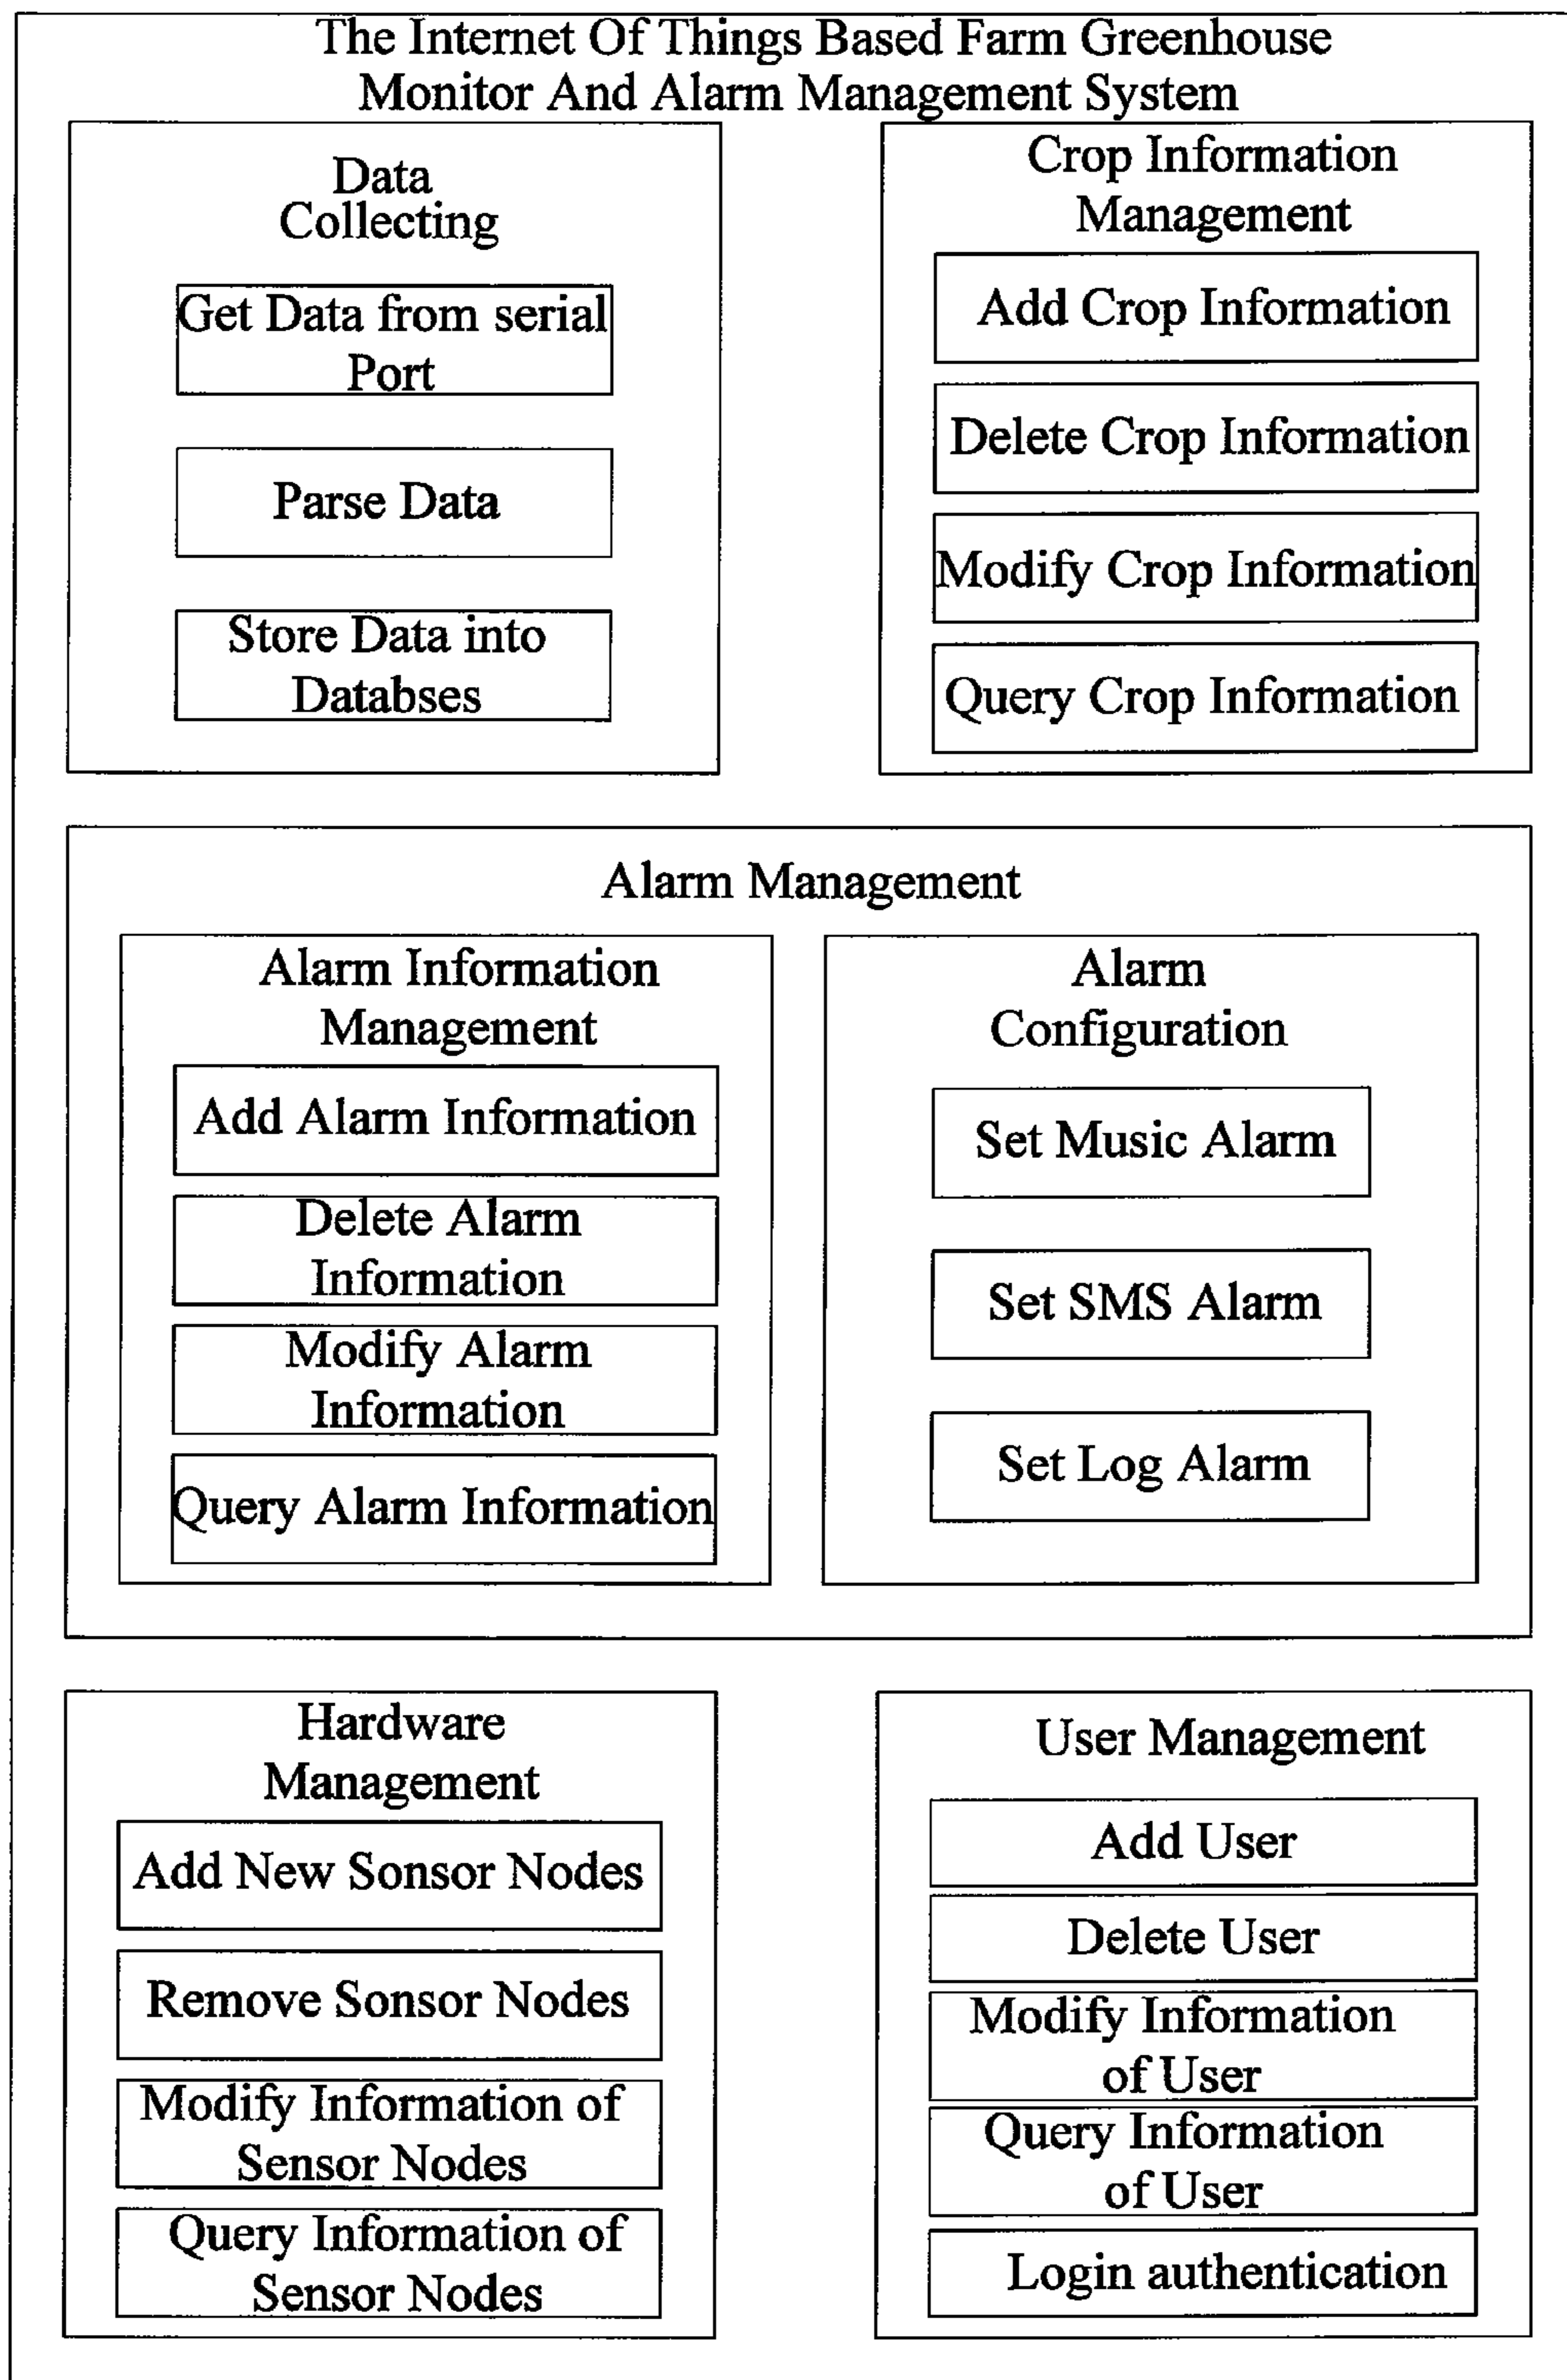 The Internet Of Things Based Farm Greenhouse
Monitor And Alarm Management System
Data
Collecting
Get Data from serial
Port
Parse Data
Store Data into
Databses
Crop Information
Management
Add Crop Information
Delete Crop Information
Modify Crop Information
Query Crop Information
Alarm Management
Alarm Information
Management
Add Alarm Information
Delete Alarm
Information
Modify Alarm
Information
Query Alarm Information
Alarm
Configuration
Set Music Alarm
Set SMS Alarm
Set Log Alarm
Hardware
Management
Add New Sonsor Nodes
Remove Sonsor Nodes
Modify Information of
Sensor Nodes
Query Information of
Sensor Nodes
User Management
Add User
Delete User
Modify Information
of User
Query Information
of User
Login authentication